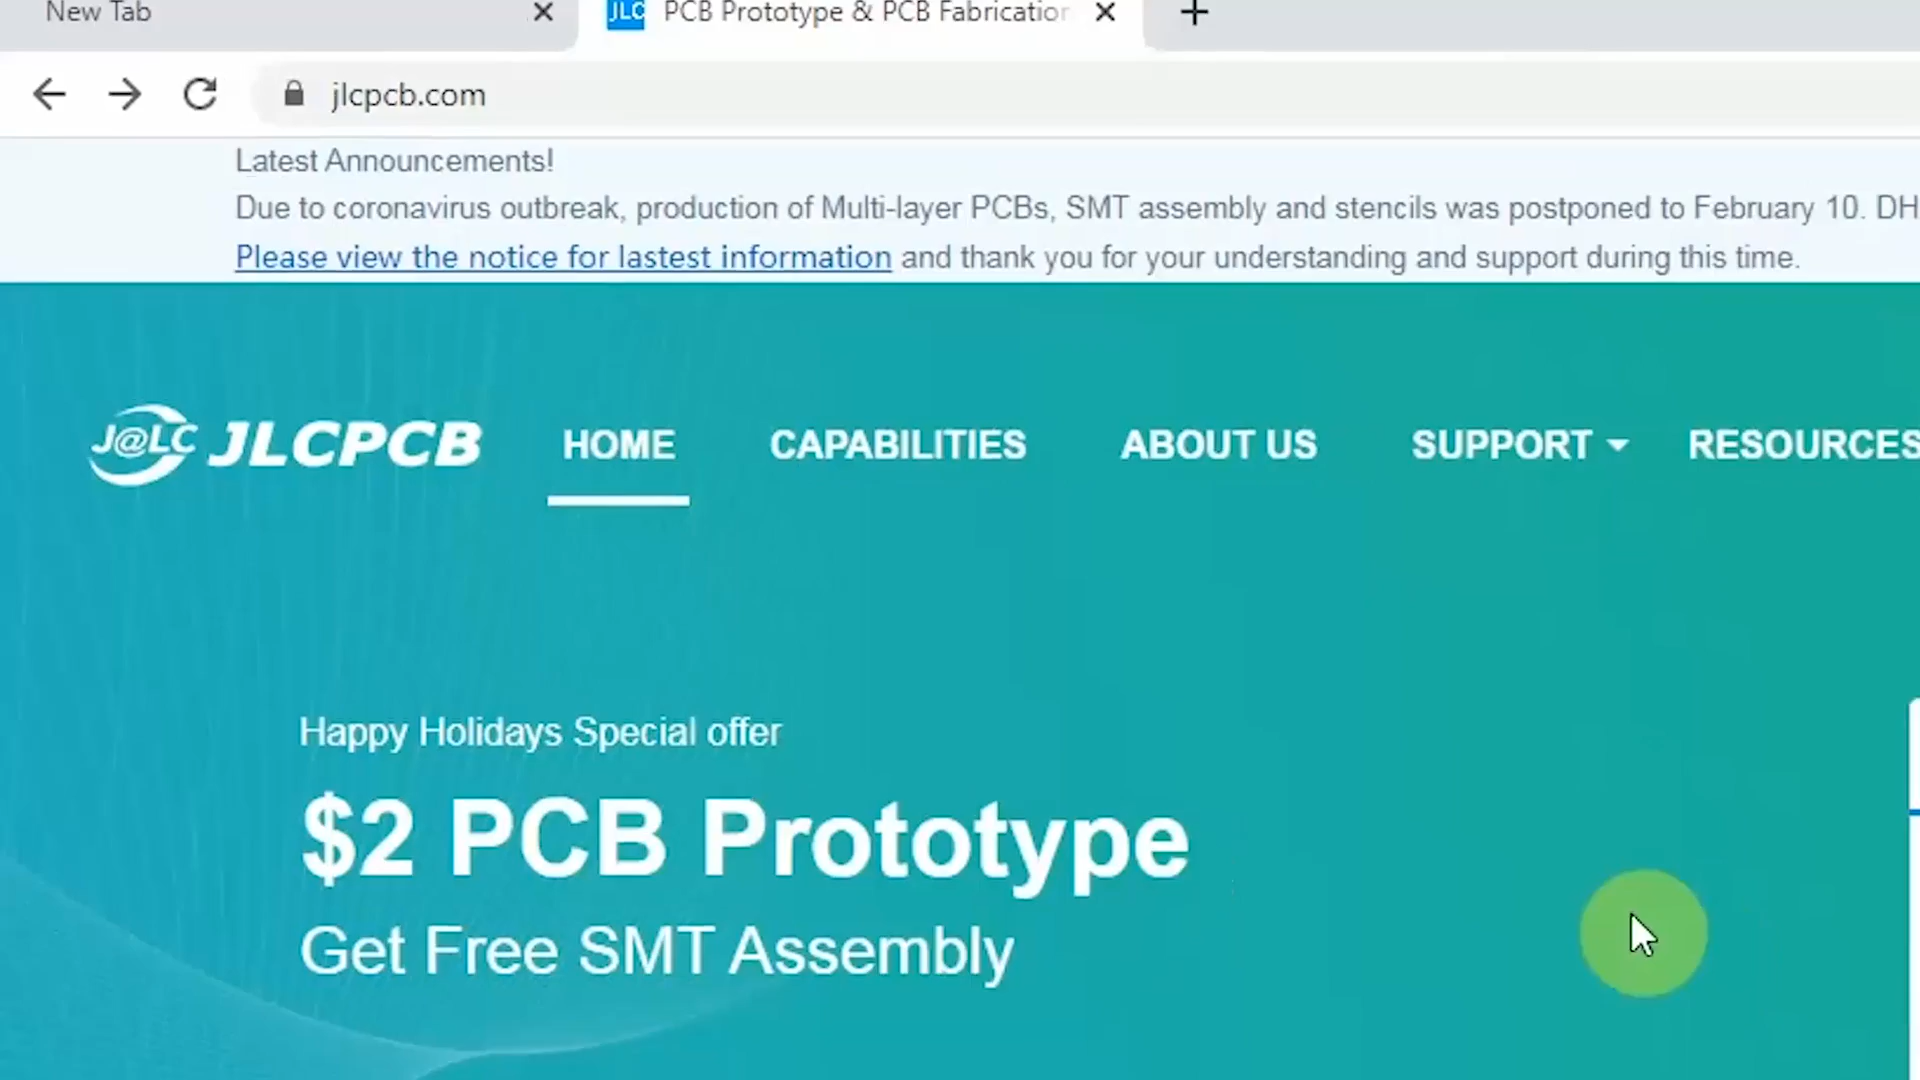 New Tab
JLC PCB Prototype & PCB Fabrication
jlcpcb.com
Latest Announcements!
Due to coronavirus outbreak, production of Multi-layer PCBs, SMT assembly and stencils was postponed to February 10. DH
Please view the notice for lastest information and thank you for your understanding and support during this time.
J@LC JLCPCB HOME CAPABILITIES ABOUT US SUPPORT RESOURCES
Happy Holidays Special offer
$2 PCB Prototype
Get Free SMT Assembly